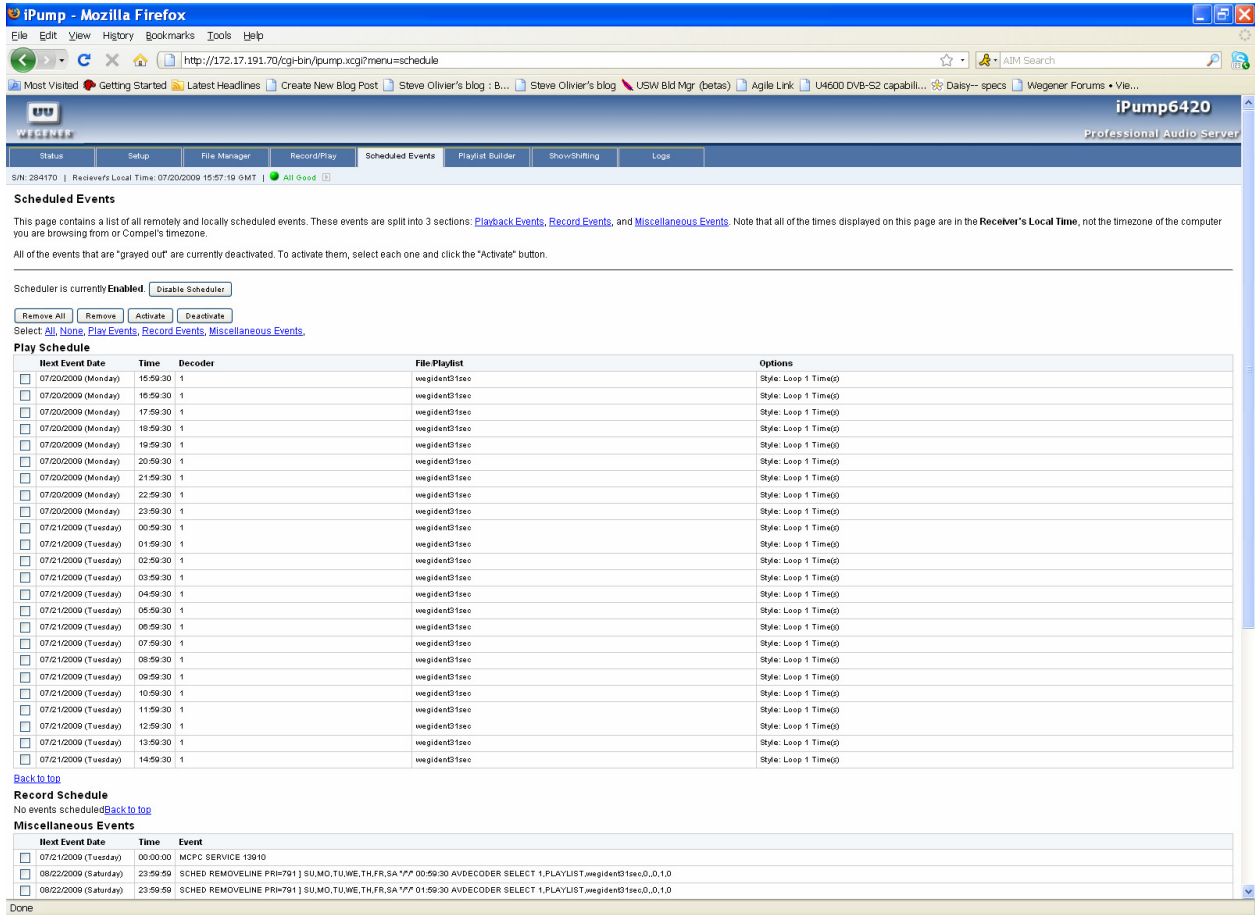 iPump - Mozilla Firefox
File Edit View History Bookmarks Tools Help
http://172.17.191.70/cgi-bin/ipump.xcgi?menu=schedule
AIM Search
Most Visited Getting Started Latest Headlines Create New Blog Post Steve Olivier's blog : B... Steve Olivier's blog USW Bld Mgr (betas) Agile Link U4600 DVB-S2 capabili... Daisy-- specs Wegener Forums • Vie...
iPump6420
WEGENER Professional Audio Server
Status Setup File Manager Record/Play Scheduled Events Playlist Builder ShowShifting Logs
S/N: 284170 | Reciever's Local Time: 07/20/2009 15:57:19 GMT | All Good
Scheduled Events
This page contains a list of all remotely and locally scheduled events. These events are split into 3 sections: Playback Events, Record Events, and Miscellaneous Events. Note that all of the times displayed on this page are in the Receiver's Local Time, not the timezone of the computer
you are browsing from or Compel's timezone.
All of the events that are "grayed out" are currently deactivated. To activate them, select each one and click the "Activate" button.
Scheduler is currently Enabled. Disable Scheduler
Remove All Remove Activate Deactivate
Select: All, None, Play Events, Record Events, Miscellaneous Events,
Play Schedule
Next Event Date Time Decoder File/Playlist Options
07/20/2009 (Monday) 15:59:30 1 wegident31sec Style: Loop 1 Time(s)
07/20/2009 (Monday) 16:59:30 1 wegident31sec Style: Loop 1 Time(s)
07/20/2009 (Monday) 17:59:30 1 wegident31sec Style: Loop 1 Time(s)
07/20/2009 (Monday) 18:59:30 1 wegident31sec Style: Loop 1 Time(s)
07/20/2009 (Monday) 19:59:30 1 wegident31sec Style: Loop 1 Time(s)
07/20/2009 (Monday) 20:59:30 1 wegident31sec Style: Loop 1 Time(s)
07/20/2009 (Monday) 21:59:30 1 wegident31sec Style: Loop 1 Time(s)
07/20/2009 (Monday) 22:59:30 1 wegident31sec Style: Loop 1 Time(s)
07/20/2009 (Monday) 23:59:30 1 wegident31sec Style: Loop 1 Time(s)
07/21/2009 (Tuesday) 00:59:30 1 wegident31sec Style: Loop 1 Time(s)
07/21/2009 (Tuesday) 01:59:30 1 wegident31sec Style: Loop 1 Time(s)
07/21/2009 (Tuesday) 02:59:30 1 wegident31sec Style: Loop 1 Time(s)
07/21/2009 (Tuesday) 03:59:30 1 wegident31sec Style: Loop 1 Time(s)
07/21/2009 (Tuesday) 04:59:30 1 wegident31sec Style: Loop 1 Time(s)
07/21/2009 (Tuesday) 05:59:30 1 wegident31sec Style: Loop 1 Time(s)
07/21/2009 (Tuesday) 06:59:30 1 wegident31sec Style: Loop 1 Time(s)
07/21/2009 (Tuesday) 07:59:30 1 wegident31sec Style: Loop 1 Time(s)
07/21/2009 (Tuesday) 08:59:30 1 wegident31sec Style: Loop 1 Time(s)
07/21/2009 (Tuesday) 09:59:30 1 wegident31sec Style: Loop 1 Time(s)
07/21/2009 (Tuesday) 10:59:30 1 wegident31sec Style: Loop 1 Time(s)
07/21/2009 (Tuesday) 11:59:30 1 wegident31sec Style: Loop 1 Time(s)
07/21/2009 (Tuesday) 12:59:30 1 wegident31sec Style: Loop 1 Time(s)
07/21/2009 (Tuesday) 13:59:30 1 wegident31sec Style: Loop 1 Time(s)
07/21/2009 (Tuesday) 14:59:30 1 wegident31sec Style: Loop 1 Time(s)
Back to top
Record Schedule
No events scheduledBack to top
Miscellaneous Events
Next Event Date Time Event
07/21/2009 (Tuesday) 00:00:00 MCPC SERVICE 13910
08/22/2009 (Saturday) 23:59:59 SCHED REMOVELINE PRI=791 ] SU,MO,TU,WE,TH,FR,SA */*/* 00:59:30 AVDECODER SELECT 1,PLAYLIST,wegident31sec,0,,0,1,0
08/22/2009 (Saturday) 23:59:59 SCHED REMOVELINE PRI=791 ] SU,MO,TU,WE,TH,FR,SA */*/* 01:59:30 AVDECODER SELECT 1,PLAYLIST,wegident31sec,0,,0,1,0
Done